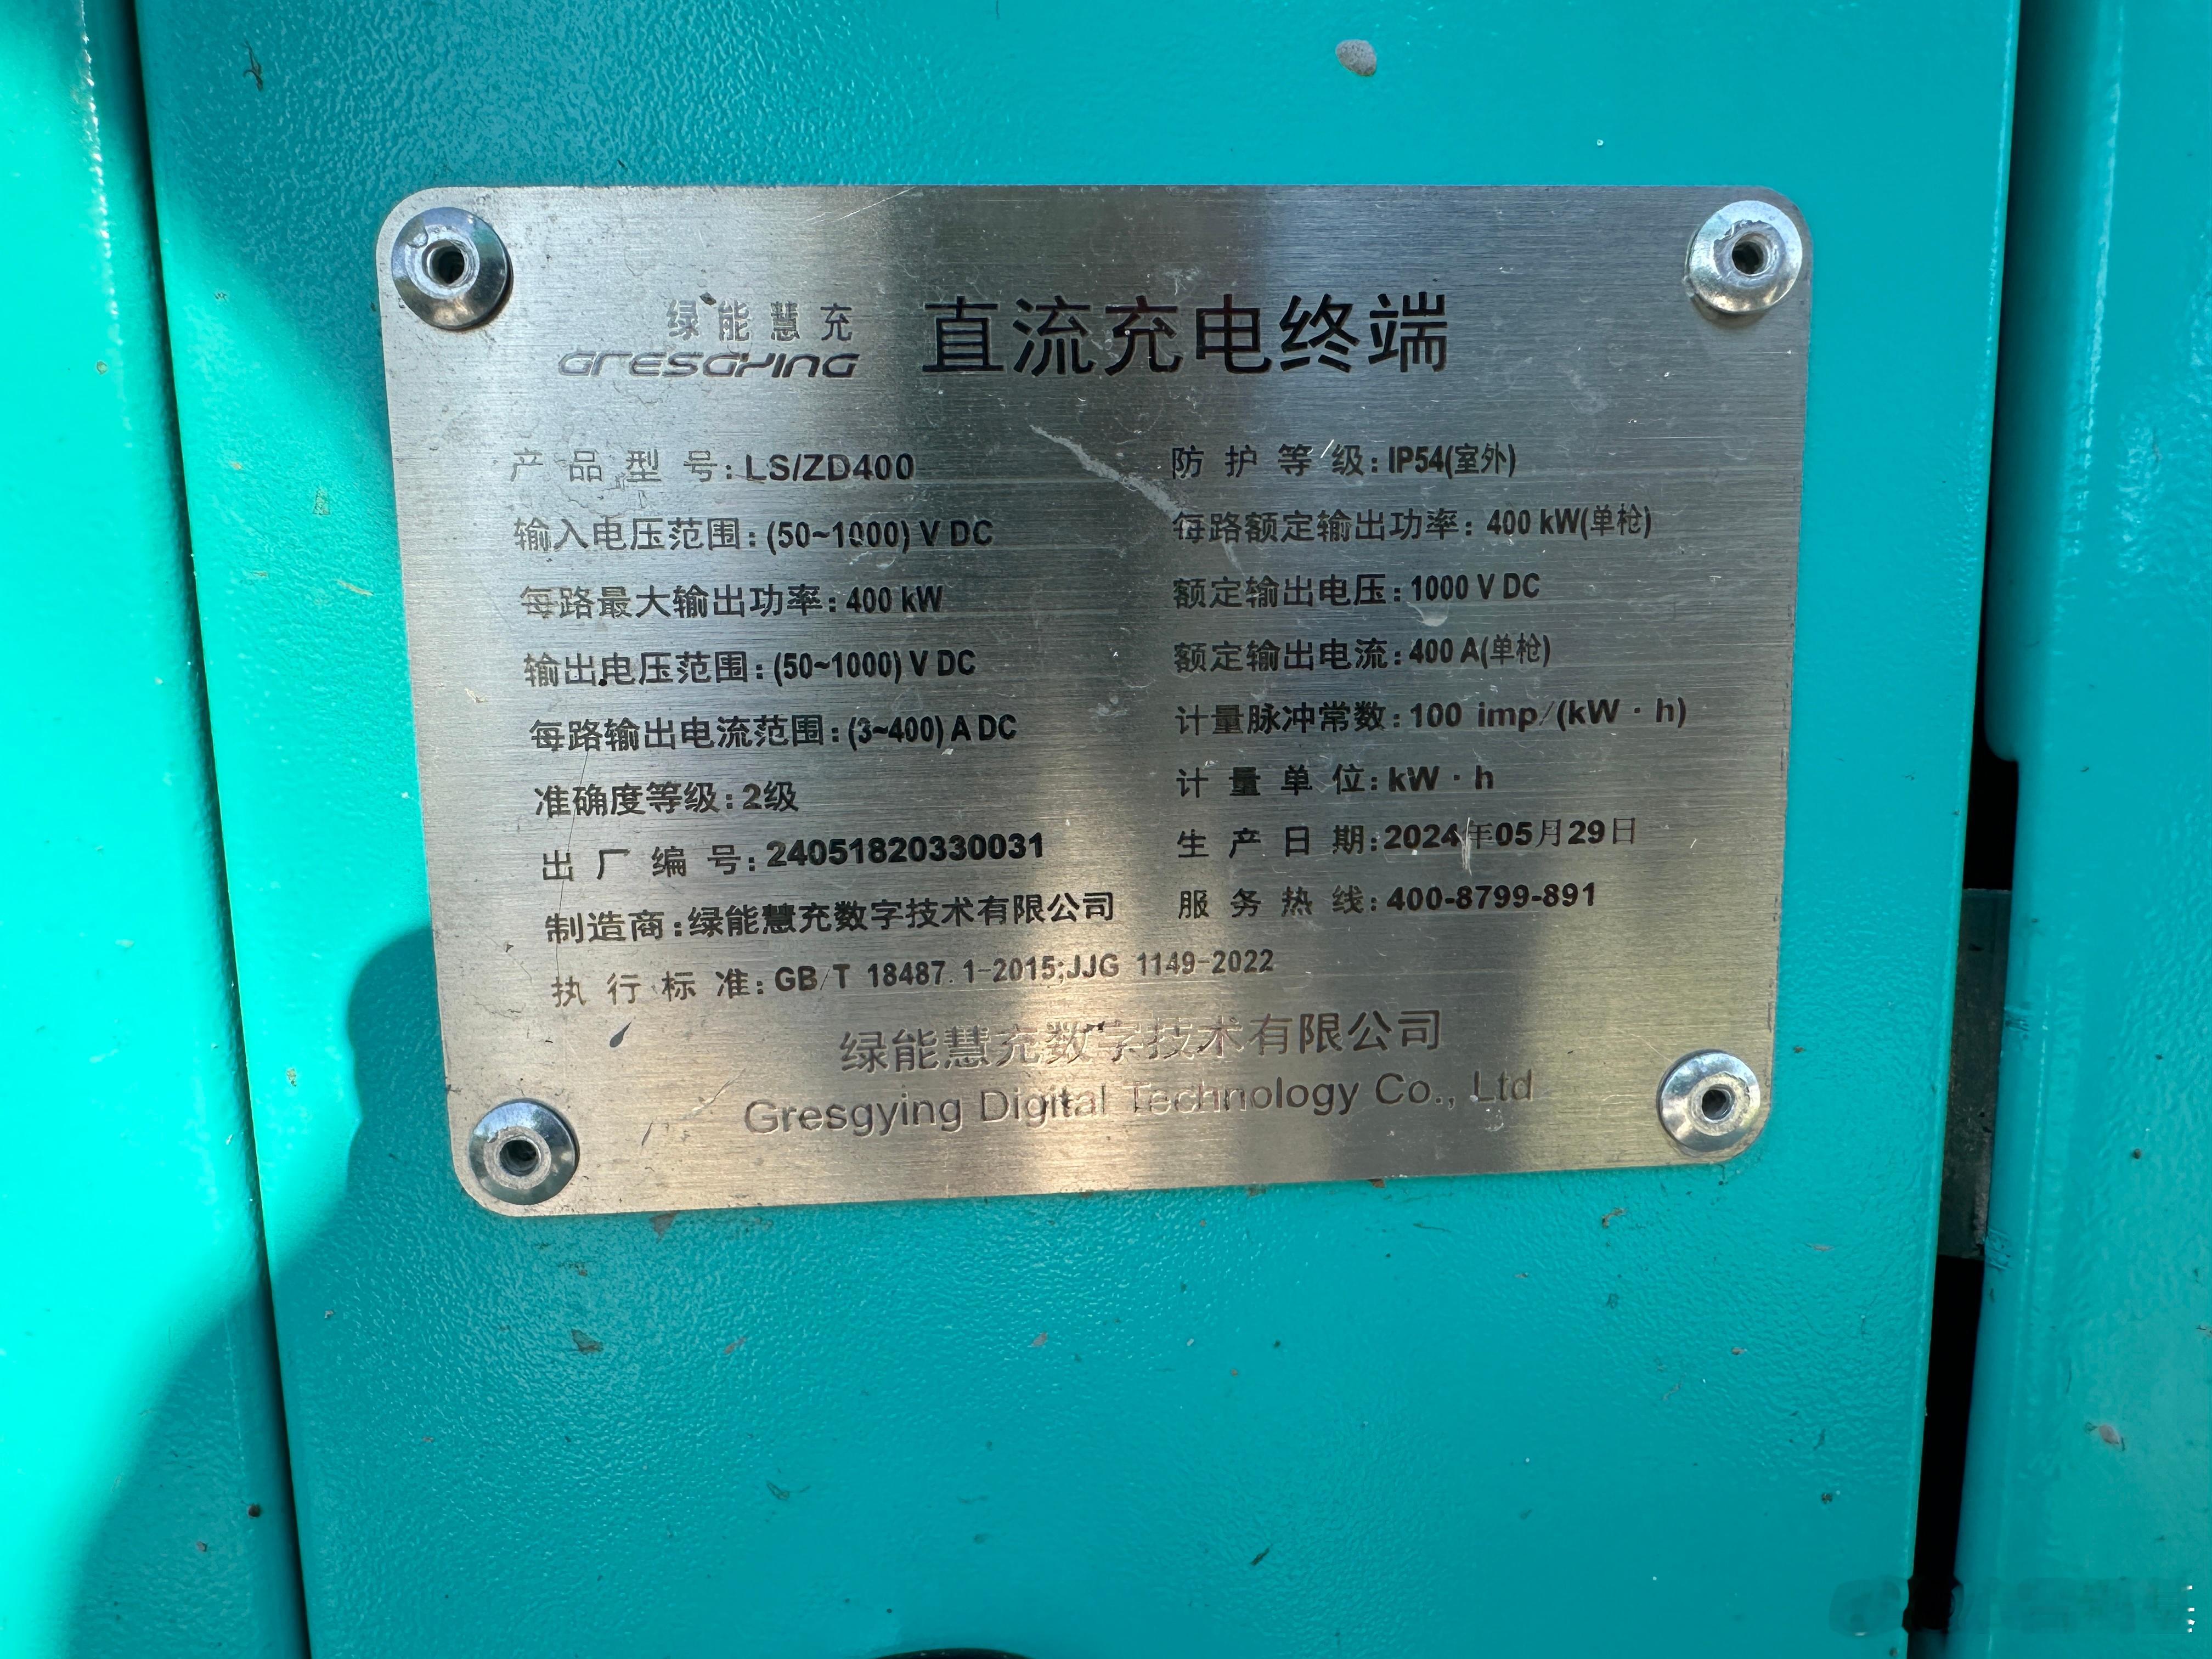 绿能慧充 直流充电终端
GRESGYING
产品型号:LS/ZD400 防护等级:IP54(室外)
输入电压范围:(50~1000) V DC 每路额定输出功率:400 kW(单枪)
每路最大输出功率:400 kW 额定输出电压:1000 V DC
输出电压范围:(50~1000) V DC 额定输出电流:400 A(单枪)
每路输出电流范围:(3~400) A DC 计量脉冲常数:100 imp/(kW·h)
准确度等级:2级 计量单位:kW·h
出厂编号:24051820330031 生产日期:2024年05月29日
制造商:绿能慧充数字技术有限公司 服务热线:400-8799-891
执行标准:GB/T 18487.1-2015;JJG 1149-2022
绿能慧充数字技术有限公司
Gresgying Digital Technology Co., Ltd